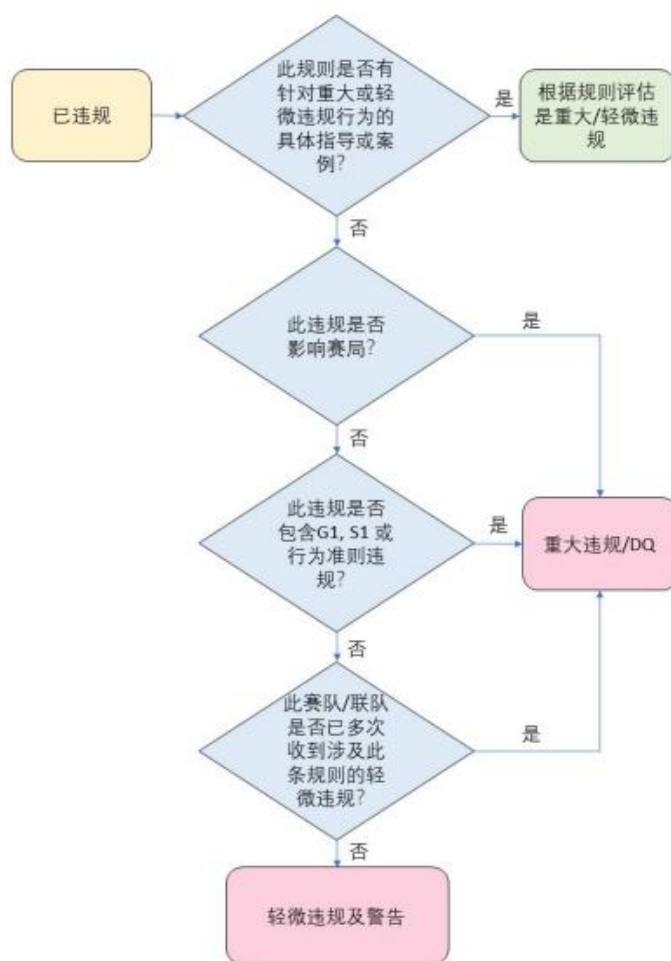 已违规
此规则是否有
针对重大或轻
微违规行为的
具体指导或案
例？
是
根据规则评估
是重大/轻微违
规
否
此违规是否
影响赛局？
是
否
此违规是否
包含G1, S1 或
行为准则违
规？
是
重大违规/DQ
否
此赛队/联队
是否已多次
收到涉及此
条规则的轻
微违规？
是
否
轻微违规及警告